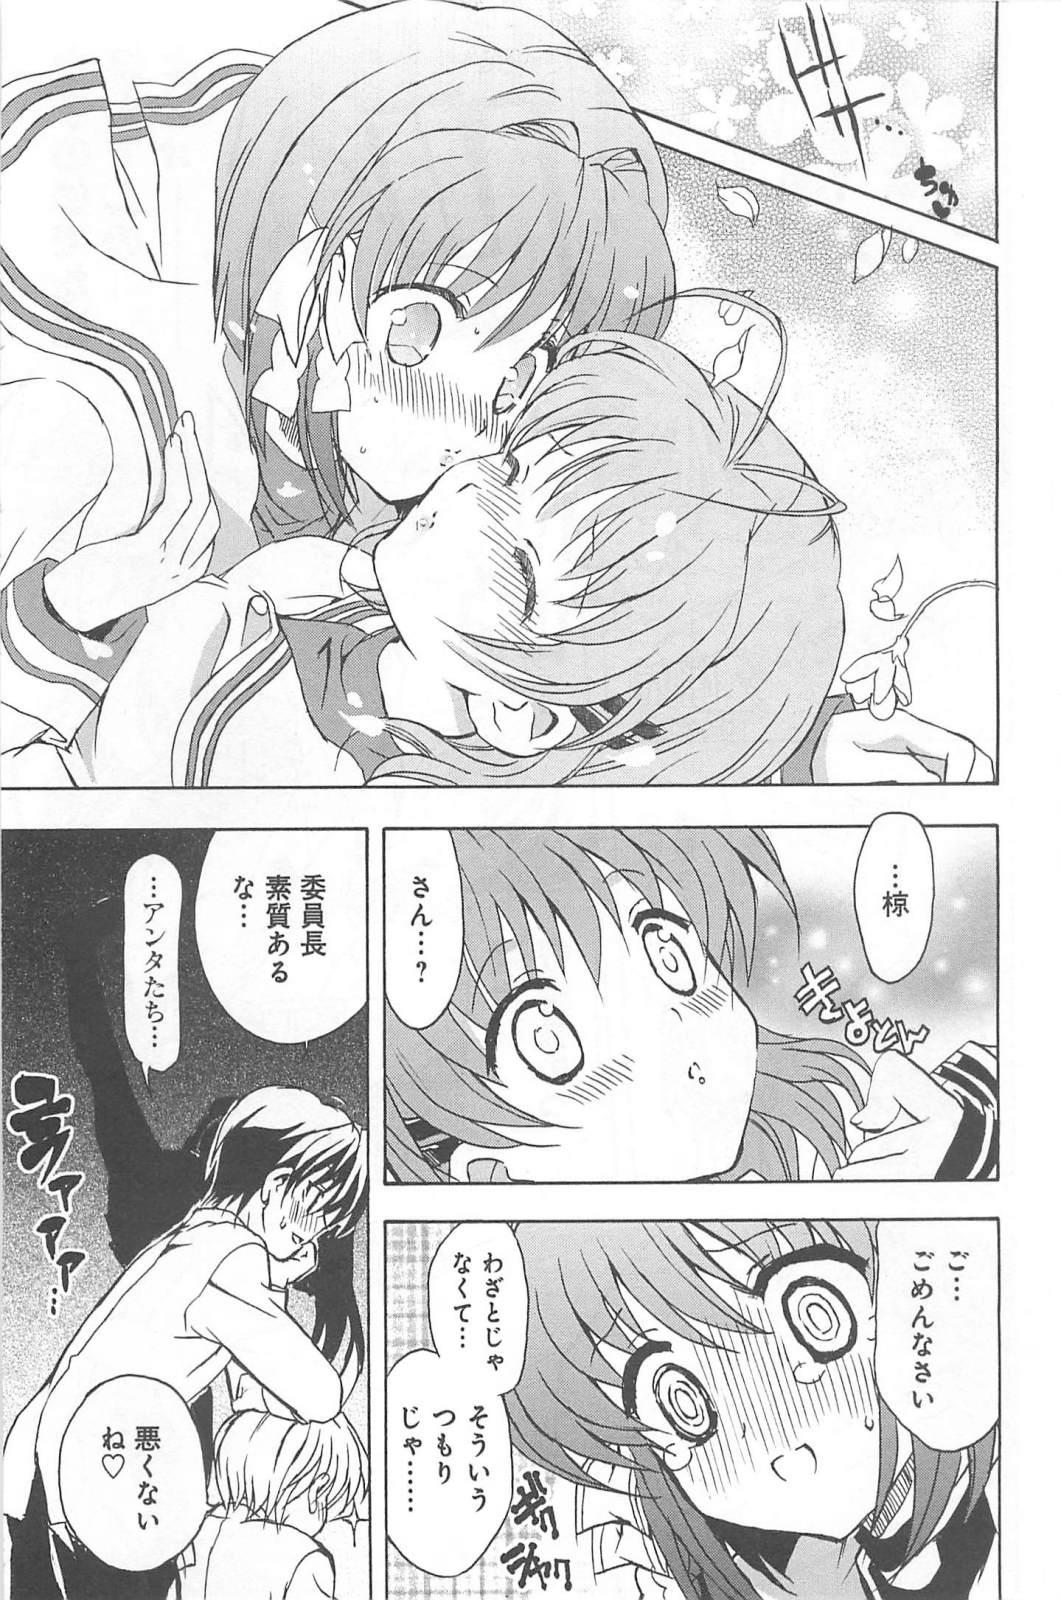 ちゅ♥
…椋
さん…?
きょとん
ご…
ごめんなさい
わざとじゃ
なくて…
そういう
つもり
じゃ……
委員長
素質ある
な…
…アンタたち…
悪くない
ね♡